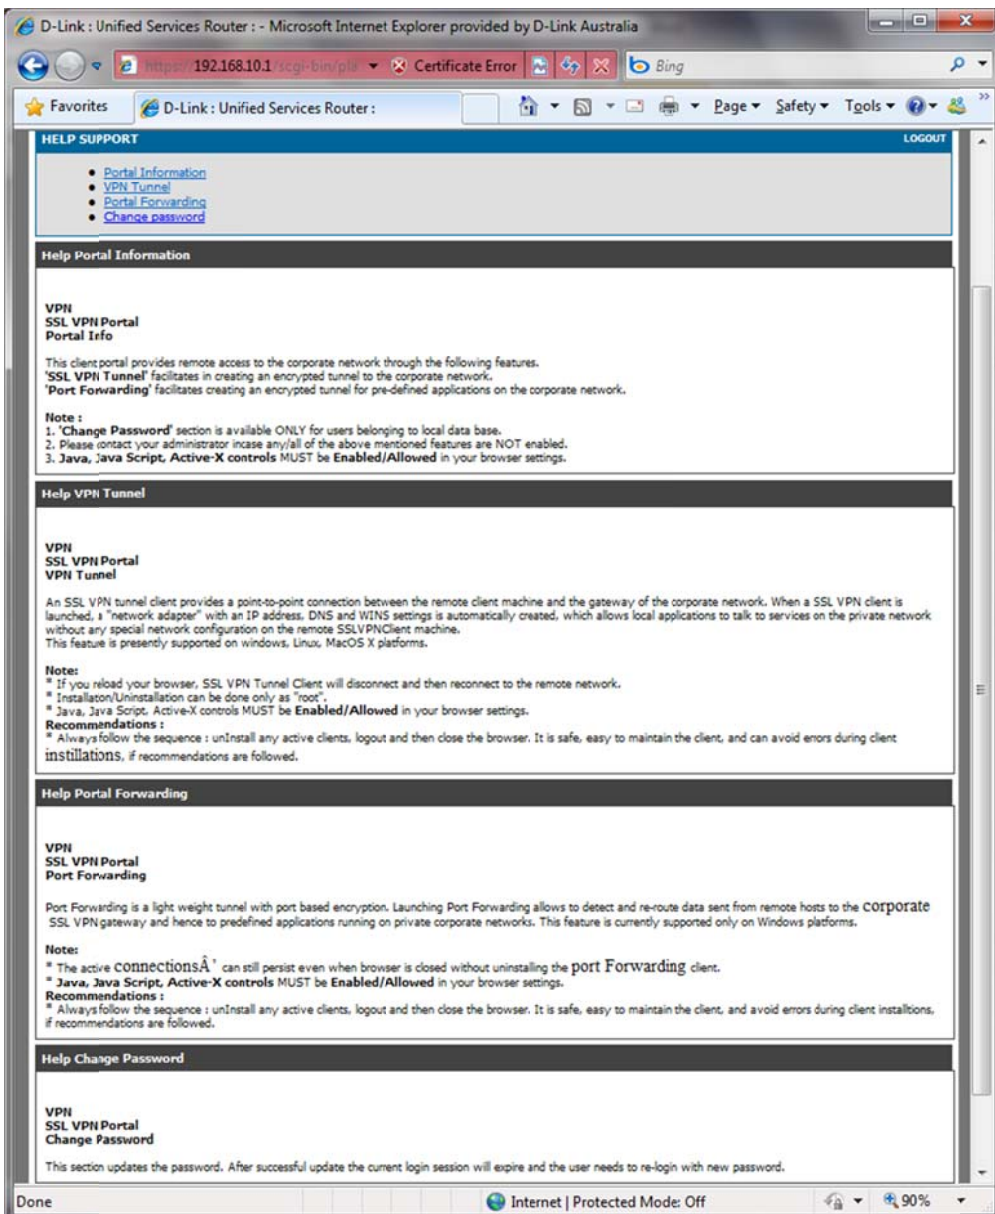 D-Link : Unified Services Router : - Microsoft Internet Explorer provided by D-Link Australia
https://192.168.10.1/scgi-bin/pla
Certificate Error
Bing
Favorites
D-Link : Unified Services Router :
Page
Safety
Tools
HELP SUPPORT
LOGOUT
Portal Information
VPN Tunnel
Portal Forwarding
Change password
Help Portal Information
VPN
SSL VPN Portal
Portal Info
This client portal provides remote access to the corporate network through the following features.
'SSL VPN Tunnel' facilitates in creating an encrypted tunnel to the corporate network.
'Port Forwarding' facilitates creating an encrypted tunnel for pre-defined applications on the corporate network.
Note :
1. 'Change Password' section is available ONLY for users belonging to local data base.
2. Please contact your administrator incase any/all of the above mentioned features are NOT enabled.
3. Java, Java Script, Active-X controls MUST be Enabled/Allowed in your browser settings.
Help VPN Tunnel
VPN
SSL VPN Portal
VPN Tunnel
An SSL VPN tunnel client provides a point-to-point connection between the remote client machine and the gateway of the corporate network. When a SSL VPN client is
launched, a "network adapter" with an IP address, DNS and WINS settings is automatically created, which allows local applications to talk to services on the private network
without any special network configuration on the remote SSLVPNClient machine.
This feature is presently supported on windows, Linux, MacOS X platforms.
Note:
* If you reload your browser, SSL VPN Tunnel Client will disconnect and then reconnect to the remote network.
* Installaton/Uninstallation can be done only as "root".
* Java, Java Script, Active-X controls MUST be Enabled/Allowed in your browser settings.
Recommendations :
* Always follow the sequence : unInstall any active clients, logout and then close the browser. It is safe, easy to maintain the client, and can avoid errors during client
instillations, if recommendations are followed.
Help Portal Forwarding
VPN
SSL VPN Portal
Port Forwarding
Port Forwarding is a light weight tunnel with port based encryption. Launching Port Forwarding allows to detect and re-route data sent from remote hosts to the corporate
SSL VPN gateway and hence to predefined applications running on private corporate networks. This feature is currently supported only on Windows platforms.
Note:
* The active connectionsÂ' can still persist even when browser is closed without uninstalling the port Forwarding client.
* Java, Java Script, Active-X controls MUST be Enabled/Allowed in your browser settings.
Recommendations :
* Always follow the sequence : unInstall any active clients, logout and then close the browser. It is safe, easy to maintain the client, and avoid errors during client installtions,
if recommendations are followed.
Help Change Password
VPN
SSL VPN Portal
Change Password
This section updates the password. After successful update the current login session will expire and the user needs to re-login with new password.
Done
Internet | Protected Mode: Off
90%